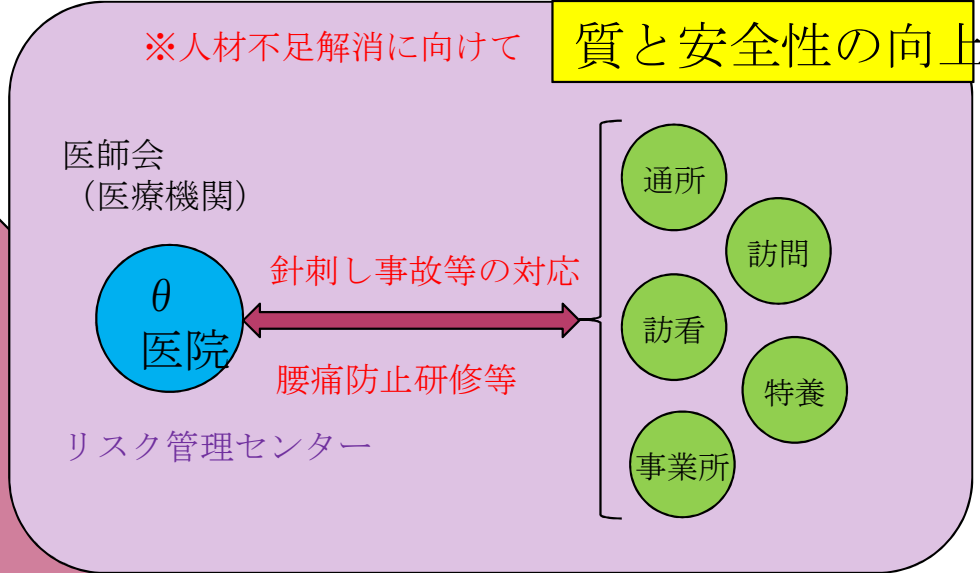 ※人材不足解消に向けて
質と安全性の向上
医師会
（医療機関）
θ
医院
針刺し事故等の対応
腰痛防止研修等
リスク管理センター
通所
訪問
訪看
特養
事業所